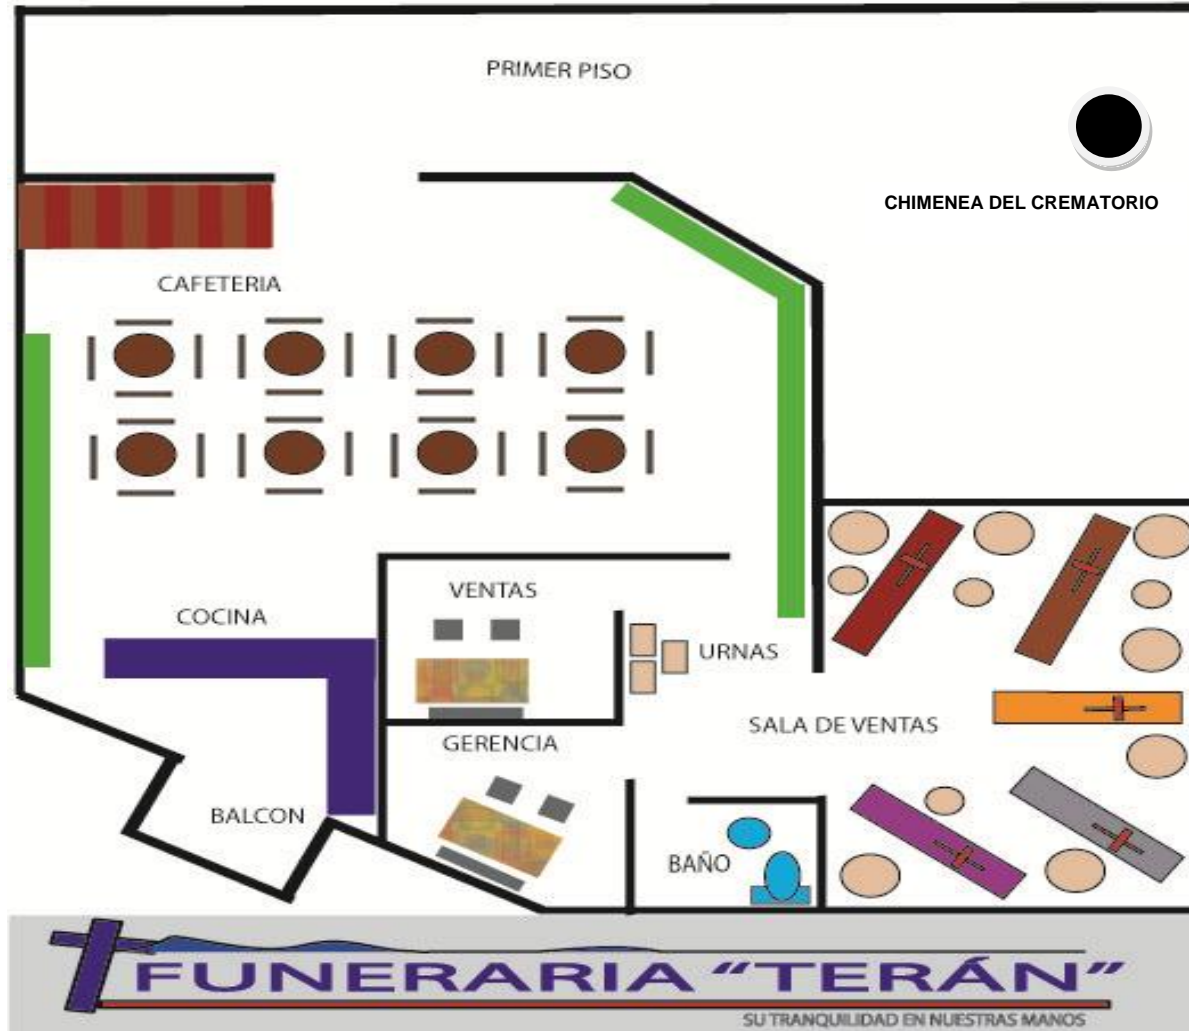 PRIMER PISO
CHIMENEA DEL CREMATORIO
CAFETERIA
VENTAS
COCINA
URNAS
SALA DE VENTAS
GERENCIA
BALCON
BAÑO
FUNERARIA “TERÁN”
SU TRANQUILIDAD EN NUESTRAS MANOS